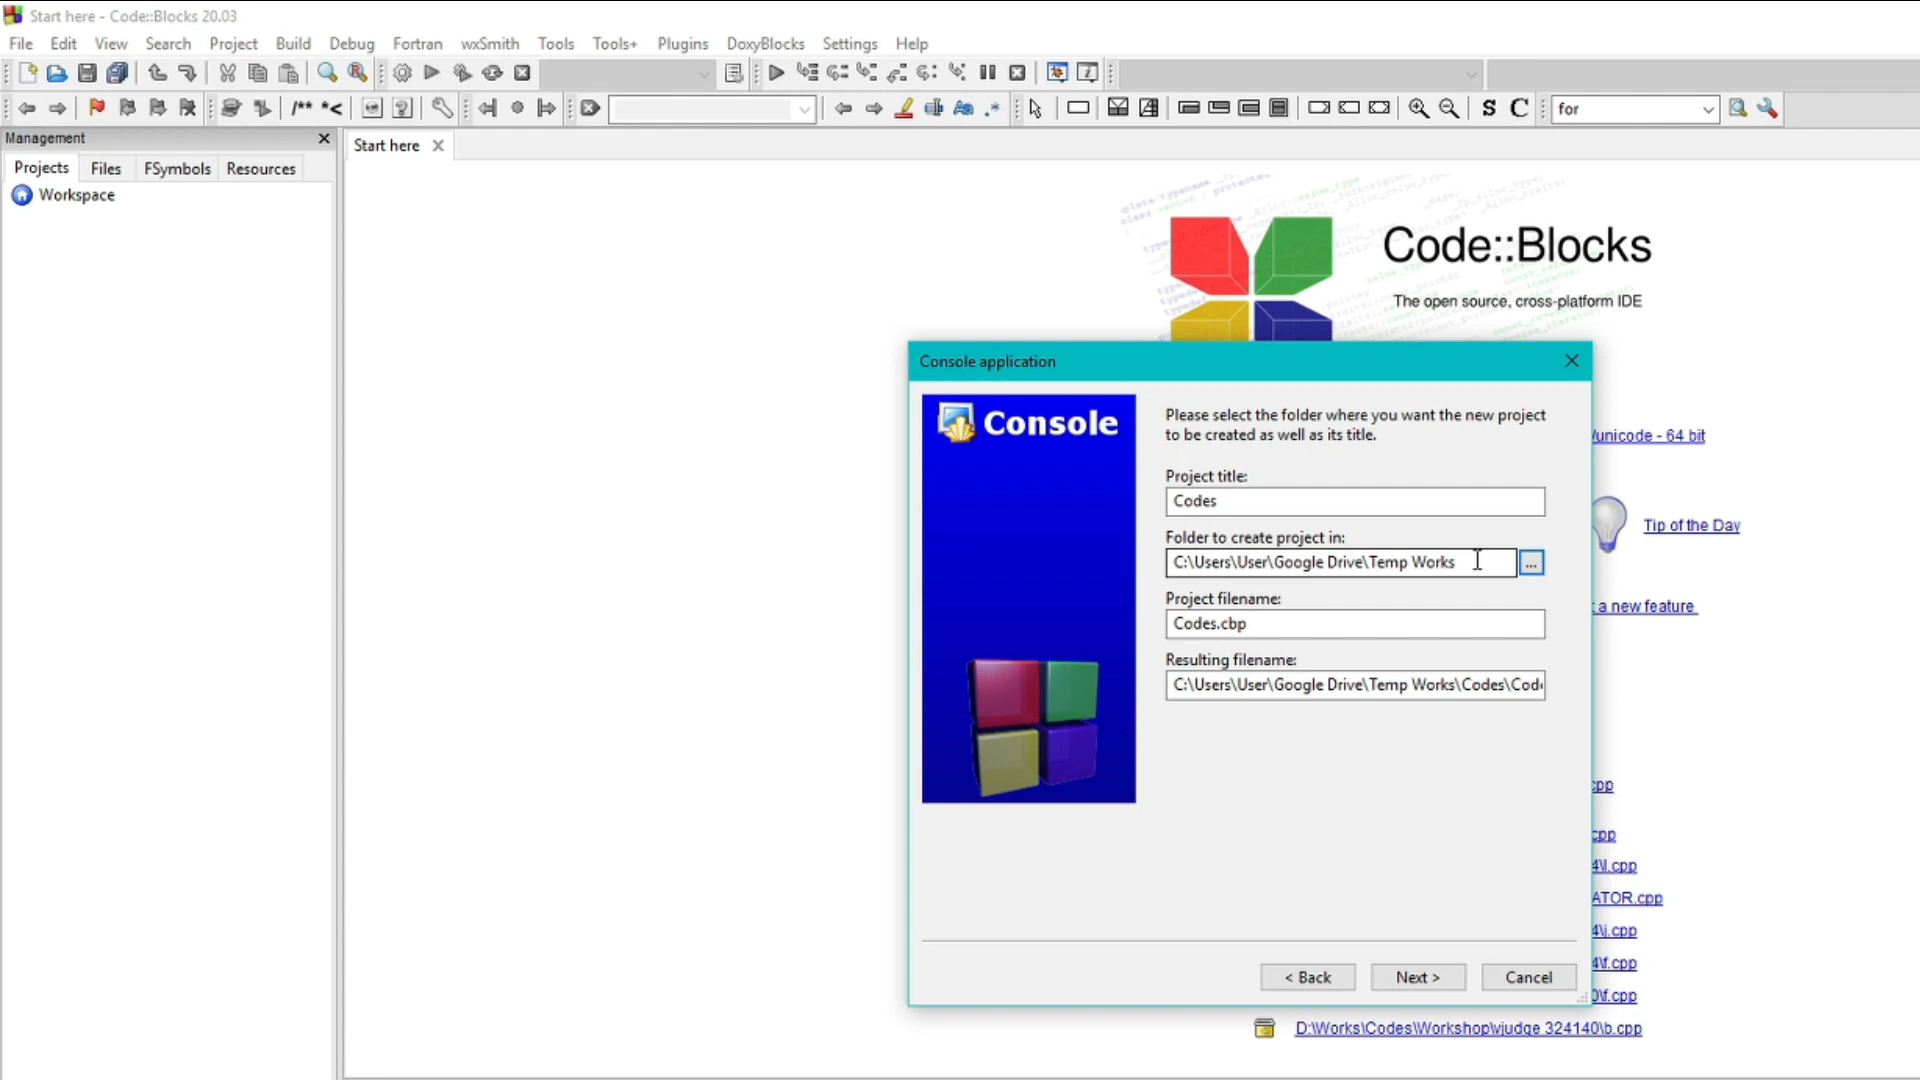 Start here - Code::Blocks 20.03
File Edit View Search Project Build Debug Fortran wxSmith Tools Tools+ Plugins DoxyBlocks Settings Help
/** *< S C for
Management
Start here
Projects Files FSymbols Resources
Workspace
Code::Blocks
The open source, cross-platform IDE
Console application
Console
Please select the folder where you want the new project
to be created as well as its title.
Project title:
Codes
Folder to create project in:
C:\Users\User\Google Drive\Temp Works
...
Project filename:
Codes.cbp
Resulting filename:
C:\Users\User\Google Drive\Temp Works\Codes\Cod
< Back Next > Cancel
/unicode - 64 bit
Tip of the Day
a new feature
cpp
cpp
4\l.cpp
ATOR.cpp
4\j.cpp
4\f.cpp
0\f.cpp
D:\Works\Codes\Workshop\vjudge 324140\b.cpp